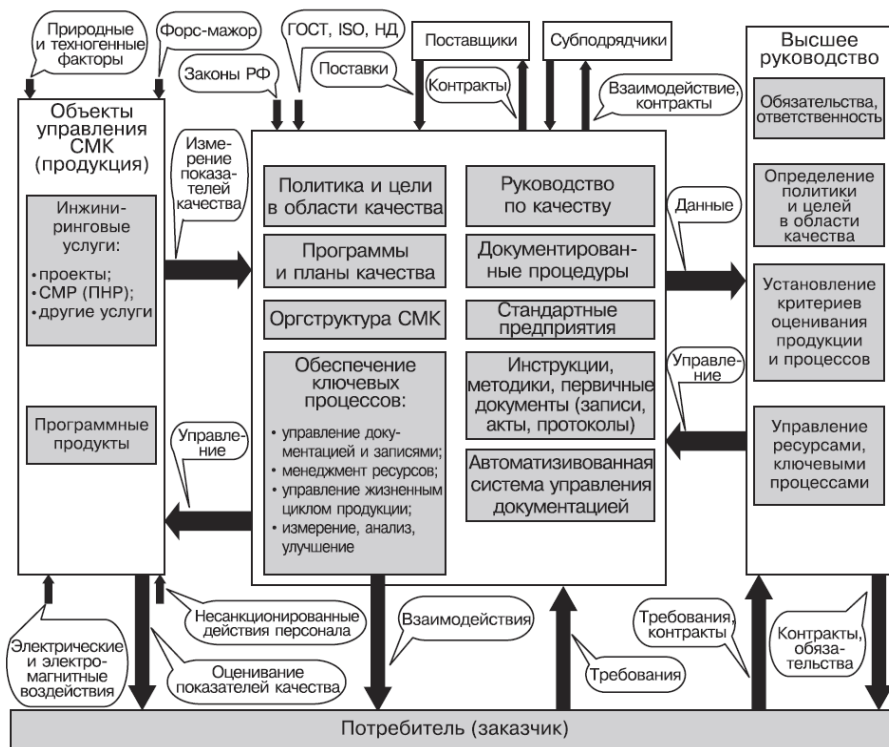 Природные
и техногенные
факторы
Форс-мажор
ГОСТ, ISO, НД
Законы РФ
Поставщики
Поставки
Контракты
Субподрядчики
Взаимодействие,
контракты
Высшее
руководство
Обязательства,
ответственность
Определение
политики
и целей
в области
качества
Установление
критериев
оценивания
продукции
и процессов
Управление
ресурсами,
ключевыми
процессами
Объекты
управления
СМК
(продукция)
Инжини-
ринговые
услуги:
• проекты;
• СМР (ПНР);
• другие услуги
Программные
продукты
Изме-
рение
показа-
телей
качества
Управле-
ние
Политика и цели
в области качества
Программы
и планы качества
Оргструктура СМК
Обеспечение
ключевых
процессов:
• управление доку-
ментацией и записями;
• менеджмент ресурсов;
• управление жизненным
циклом продукции;
• измерение, анализ,
улучшение
Руководство
по качеству
Документирован-
ные процедуры
Стандартные
предприятия
Инструкции,
методики, первичные
документы (записи,
акты, протоколы)
Автоматизивованная
система управления
документацией
Данные
Управле-
ние
Электрические
и электро-
магнитные
воздействия
Несанкционированные
действия персонала
Оценивание
показателей качества
Взаимодействия
Требования
Требования,
контракты
Контракты,
обяза-
тельства
Потребитель (заказчик)